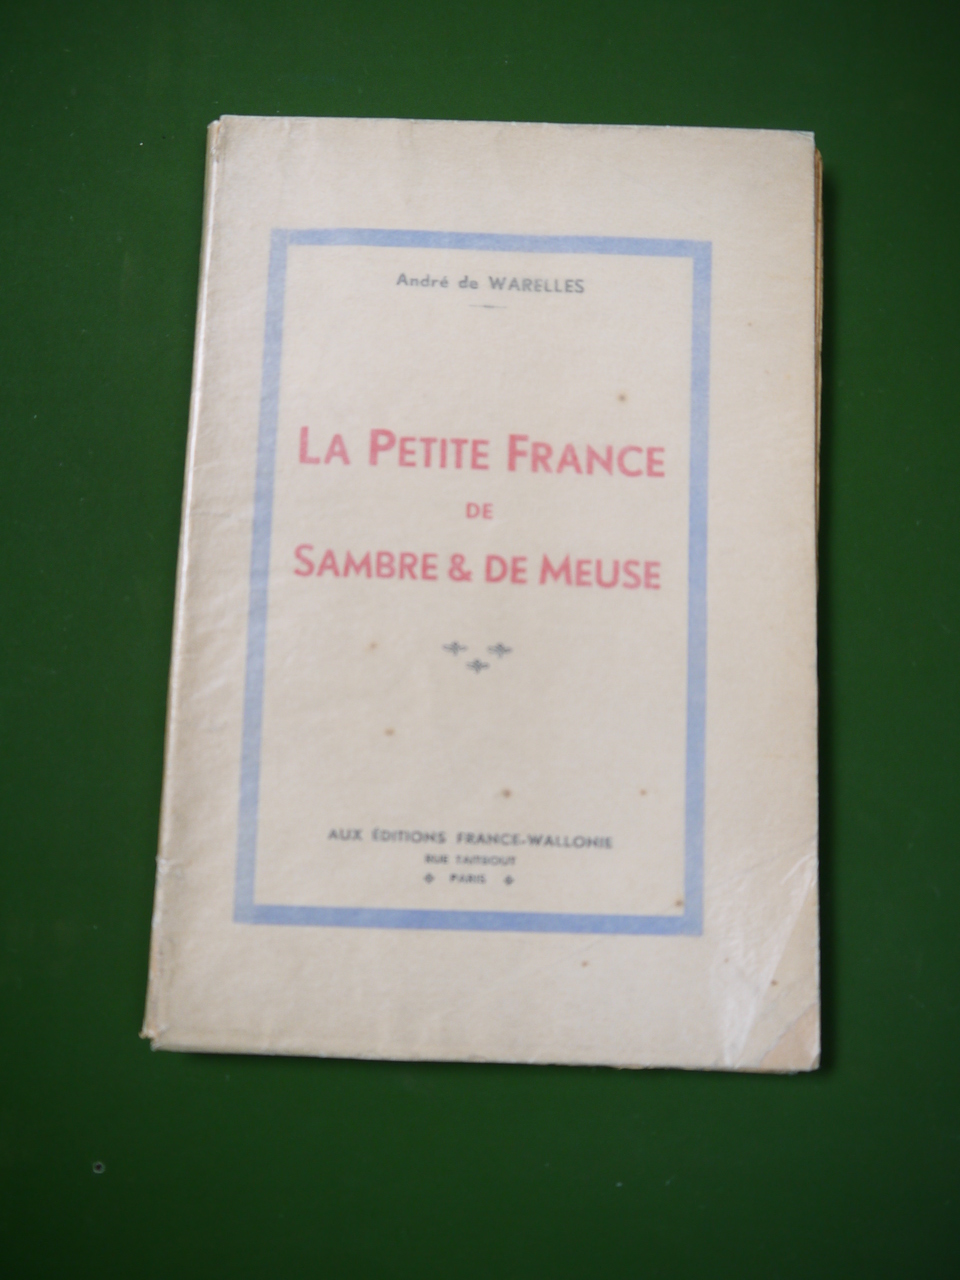 André de WARELLES
LA PETITE FRANCE
DE
SAMBRE & DE MEUSE
AUX ÉDITIONS FRANCE-WALLONIE
RUE TAITBOUT
PARIS